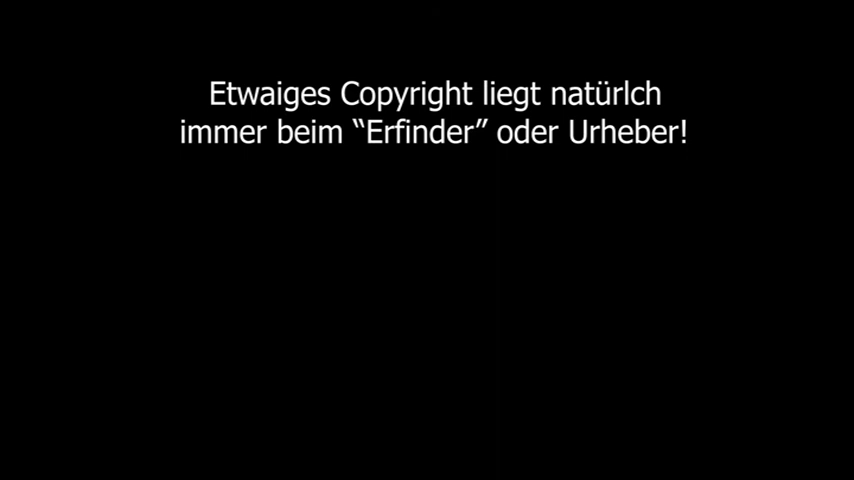 Etwaiges Copyright liegt natürlch
immer beim “Erfinder” oder Urheber!